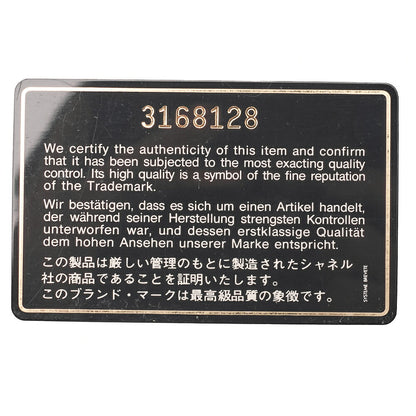 3168128
We certify the authenticity of this item and confirm
that it has been subjected to the most exacting quality
control. Its high quality is a symbol of the fine reputation
of the Trademark.
Wir bestätigen, dass es sich um einen Artikel handelt,
der während seiner Herstellung strengsten Kontrollen
unterworfen war, und dessen erstklassige Qualität
dem hohen Ansehen unserer Marke entspricht.
この製品は厳しい管理のもとに製造されたシャネル
社の商品であることを証明いたします。
このブランド・マークは最高級品質の象徴です。
SYSTEME BREVETE